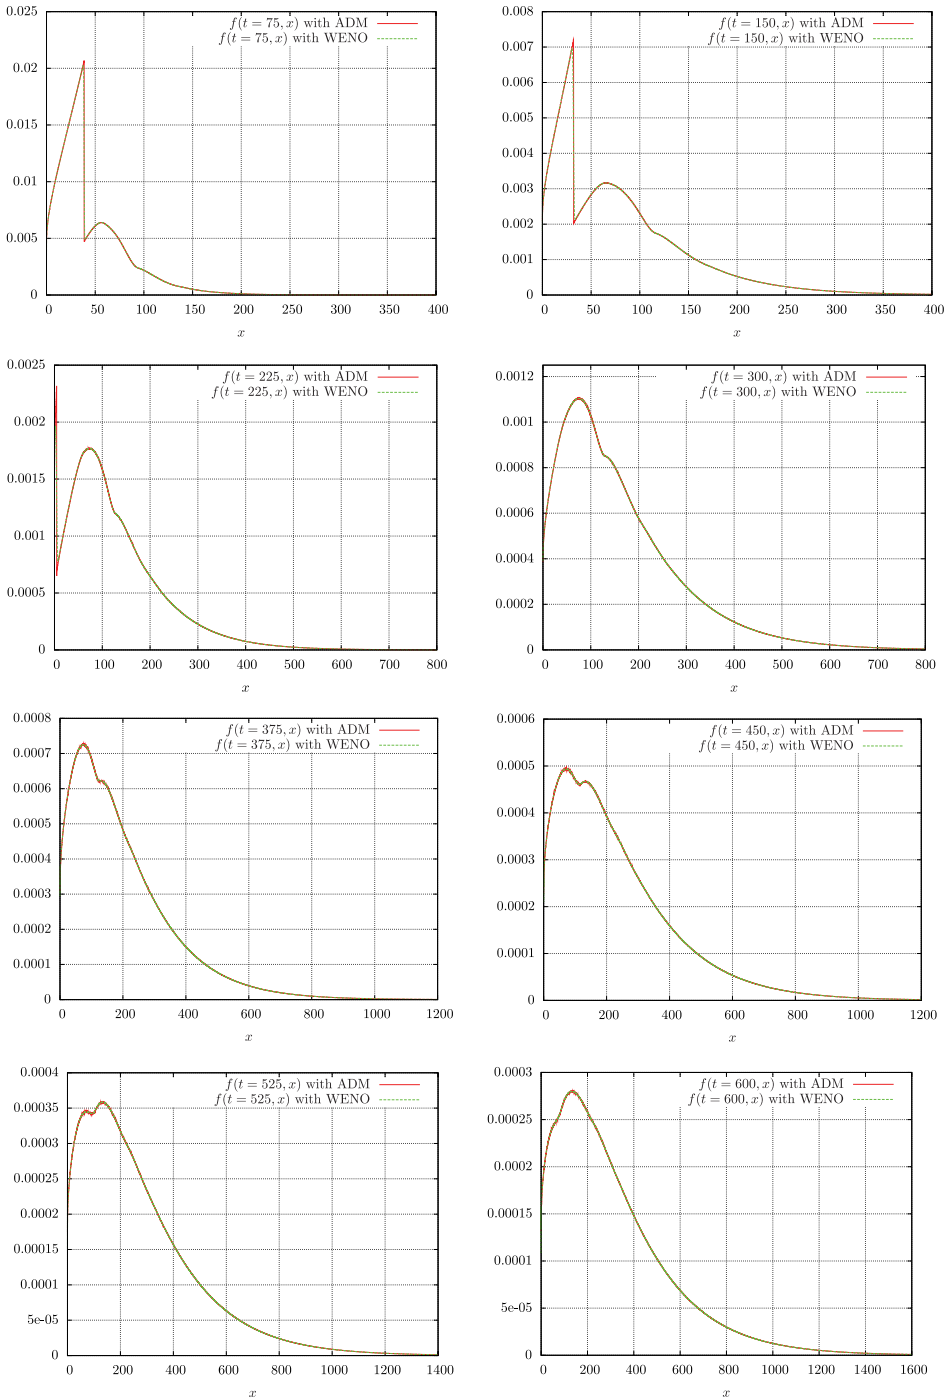 f(t = 75, x) with ADM
f(t = 75, x) with WENO
0.025
0.02
0.015
0.01
0.005
0
0 50 100 150 200 250 300 350 400
x
f(t = 150, x) with ADM
f(t = 150, x) with WENO
0.008
0.007
0.006
0.005
0.004
0.003
0.002
0.001
0
0 50 100 150 200 250 300 350 400
x
f(t = 225, x) with ADM
f(t = 225, x) with WENO
0.0025
0.002
0.0015
0.001
0.0005
0
0 100 200 300 400 500 600 700 800
x
f(t = 300, x) with ADM
f(t = 300, x) with WENO
0.0012
0.001
0.0008
0.0006
0.0004
0.0002
0
0 100 200 300 400 500 600 700 800
x
f(t = 375, x) with ADM
f(t = 375, x) with WENO
0.0008
0.0007
0.0006
0.0005
0.0004
0.0003
0.0002
0.0001
0
0 200 400 600 800 1000 1200
x
f(t = 450, x) with ADM
f(t = 450, x) with WENO
0.0006
0.0005
0.0004
0.0003
0.0002
0.0001
0
0 200 400 600 800 1000 1200
x
f(t = 525, x) with ADM
f(t = 525, x) with WENO
0.0004
0.00035
0.0003
0.00025
0.0002
0.00015
0.0001
5e-05
0
0 200 400 600 800 1000 1200 1400
x
f(t = 600, x) with ADM
f(t = 600, x) with WENO
0.0003
0.00025
0.0002
0.00015
0.0001
5e-05
0
0 200 400 600 800 1000 1200 1400 1600
x